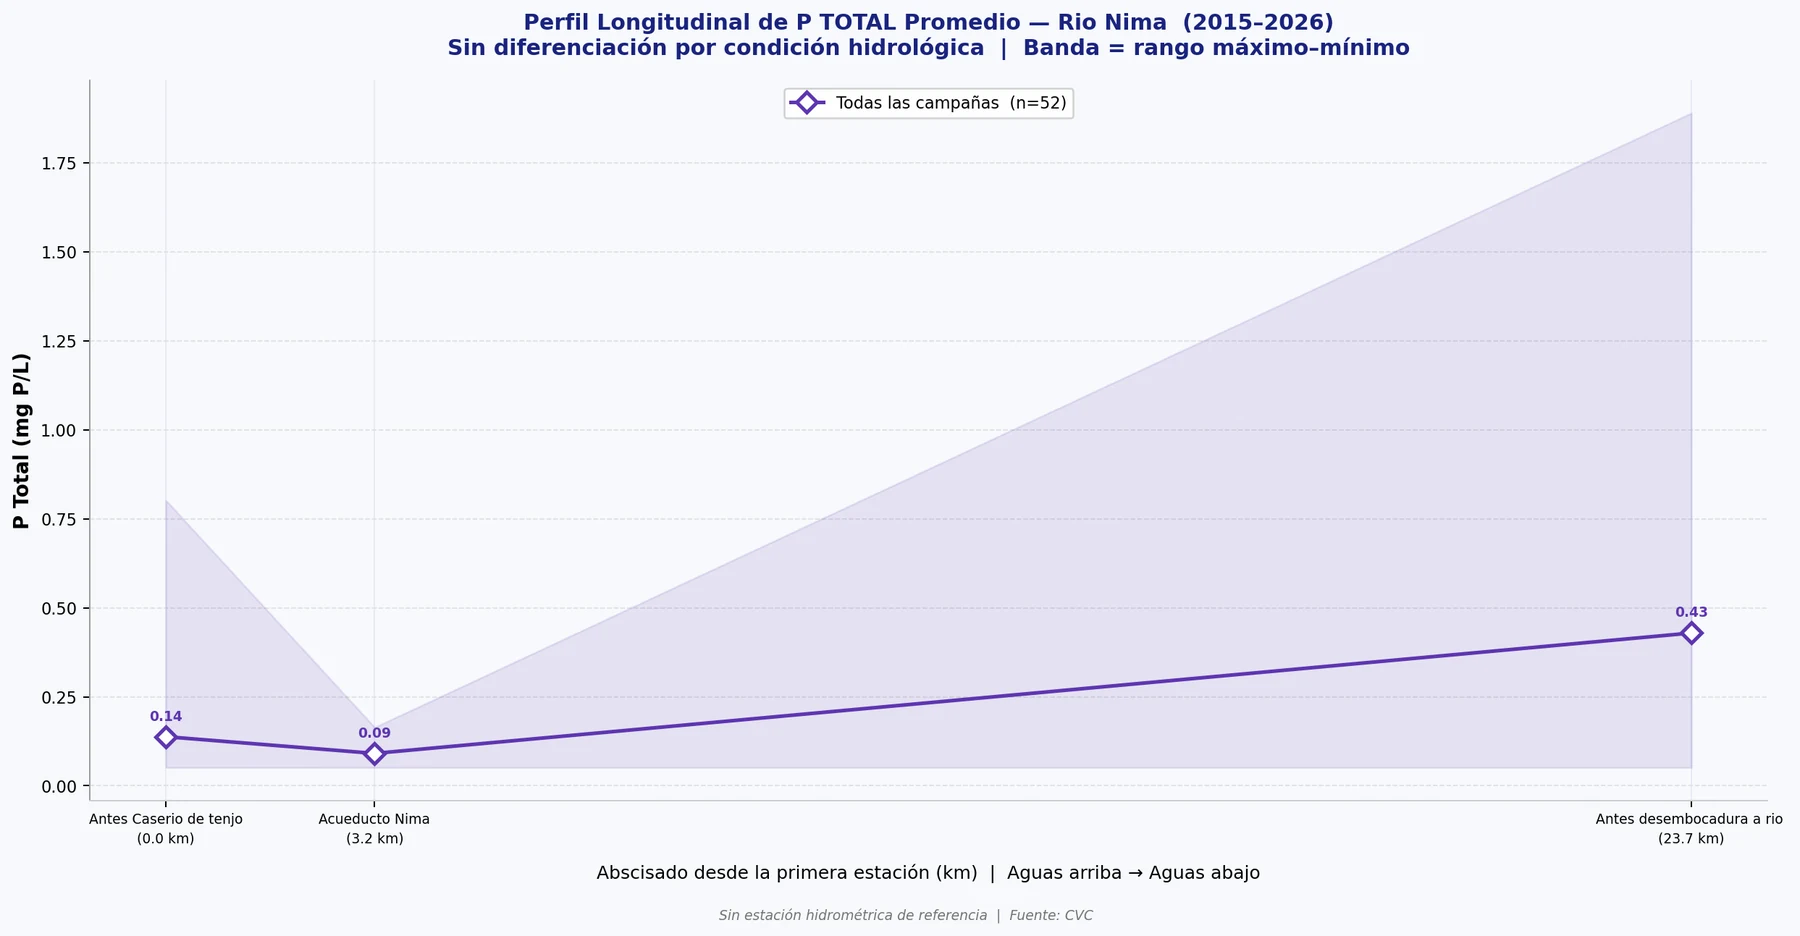 Perfil Longitudinal de P TOTAL Promedio — Rio Nima  (2015–2026)
Sin diferenciación por condición hidrológica  |  Banda = rango máximo–mínimo
Todas las campañas  (n=52)
P Total (mg P/L)
1.75
1.50
1.25
1.00
0.75
0.50
0.25
0.00
0.14
0.09
0.43
Antes Caserio de tenjo
(0.0 km)
Acueducto Nima
(3.2 km)
Antes desembocadura a rio
(23.7 km)
Abscisado desde la primera estación (km)  |  Aguas arriba → Aguas abajo
Sin estación hidrométrica de referencia  |  Fuente: CVC